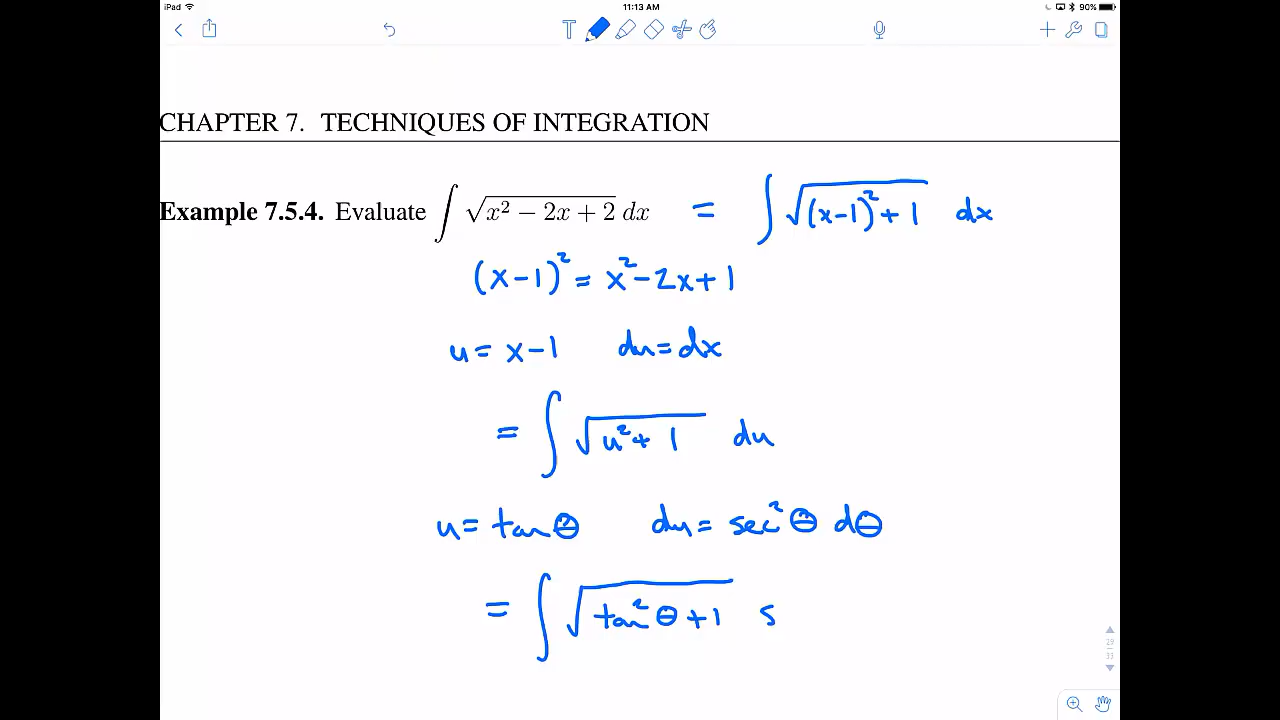 iPad 11:13 AM 90%
T
CHAPTER 7. TECHNIQUES OF INTEGRATION
Example 7.5.4. Evaluate ∫ √(x² − 2x + 2) dx = ∫ √((x−1)² + 1) dx
(x−1)² = x² − 2x + 1
u = x − 1 du = dx
= ∫ √(u² + 1) du
u = tan θ du = sec² θ dθ
= ∫ √(tan² θ + 1) s
29
33